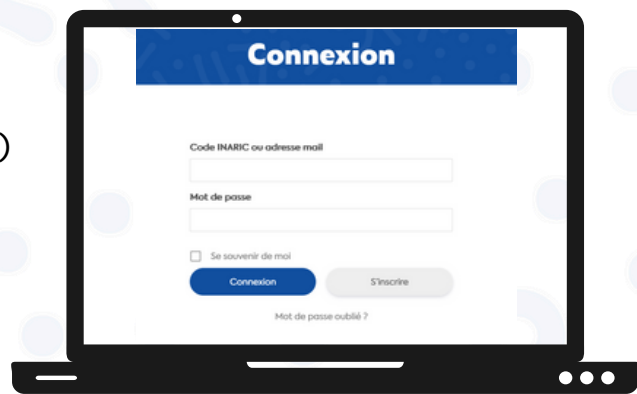 Connexion
Code INARIC ou adresse mail
Mot de passe
Se souvenir de moi
Connexion S'inscrire
Mot de passe oublié ?